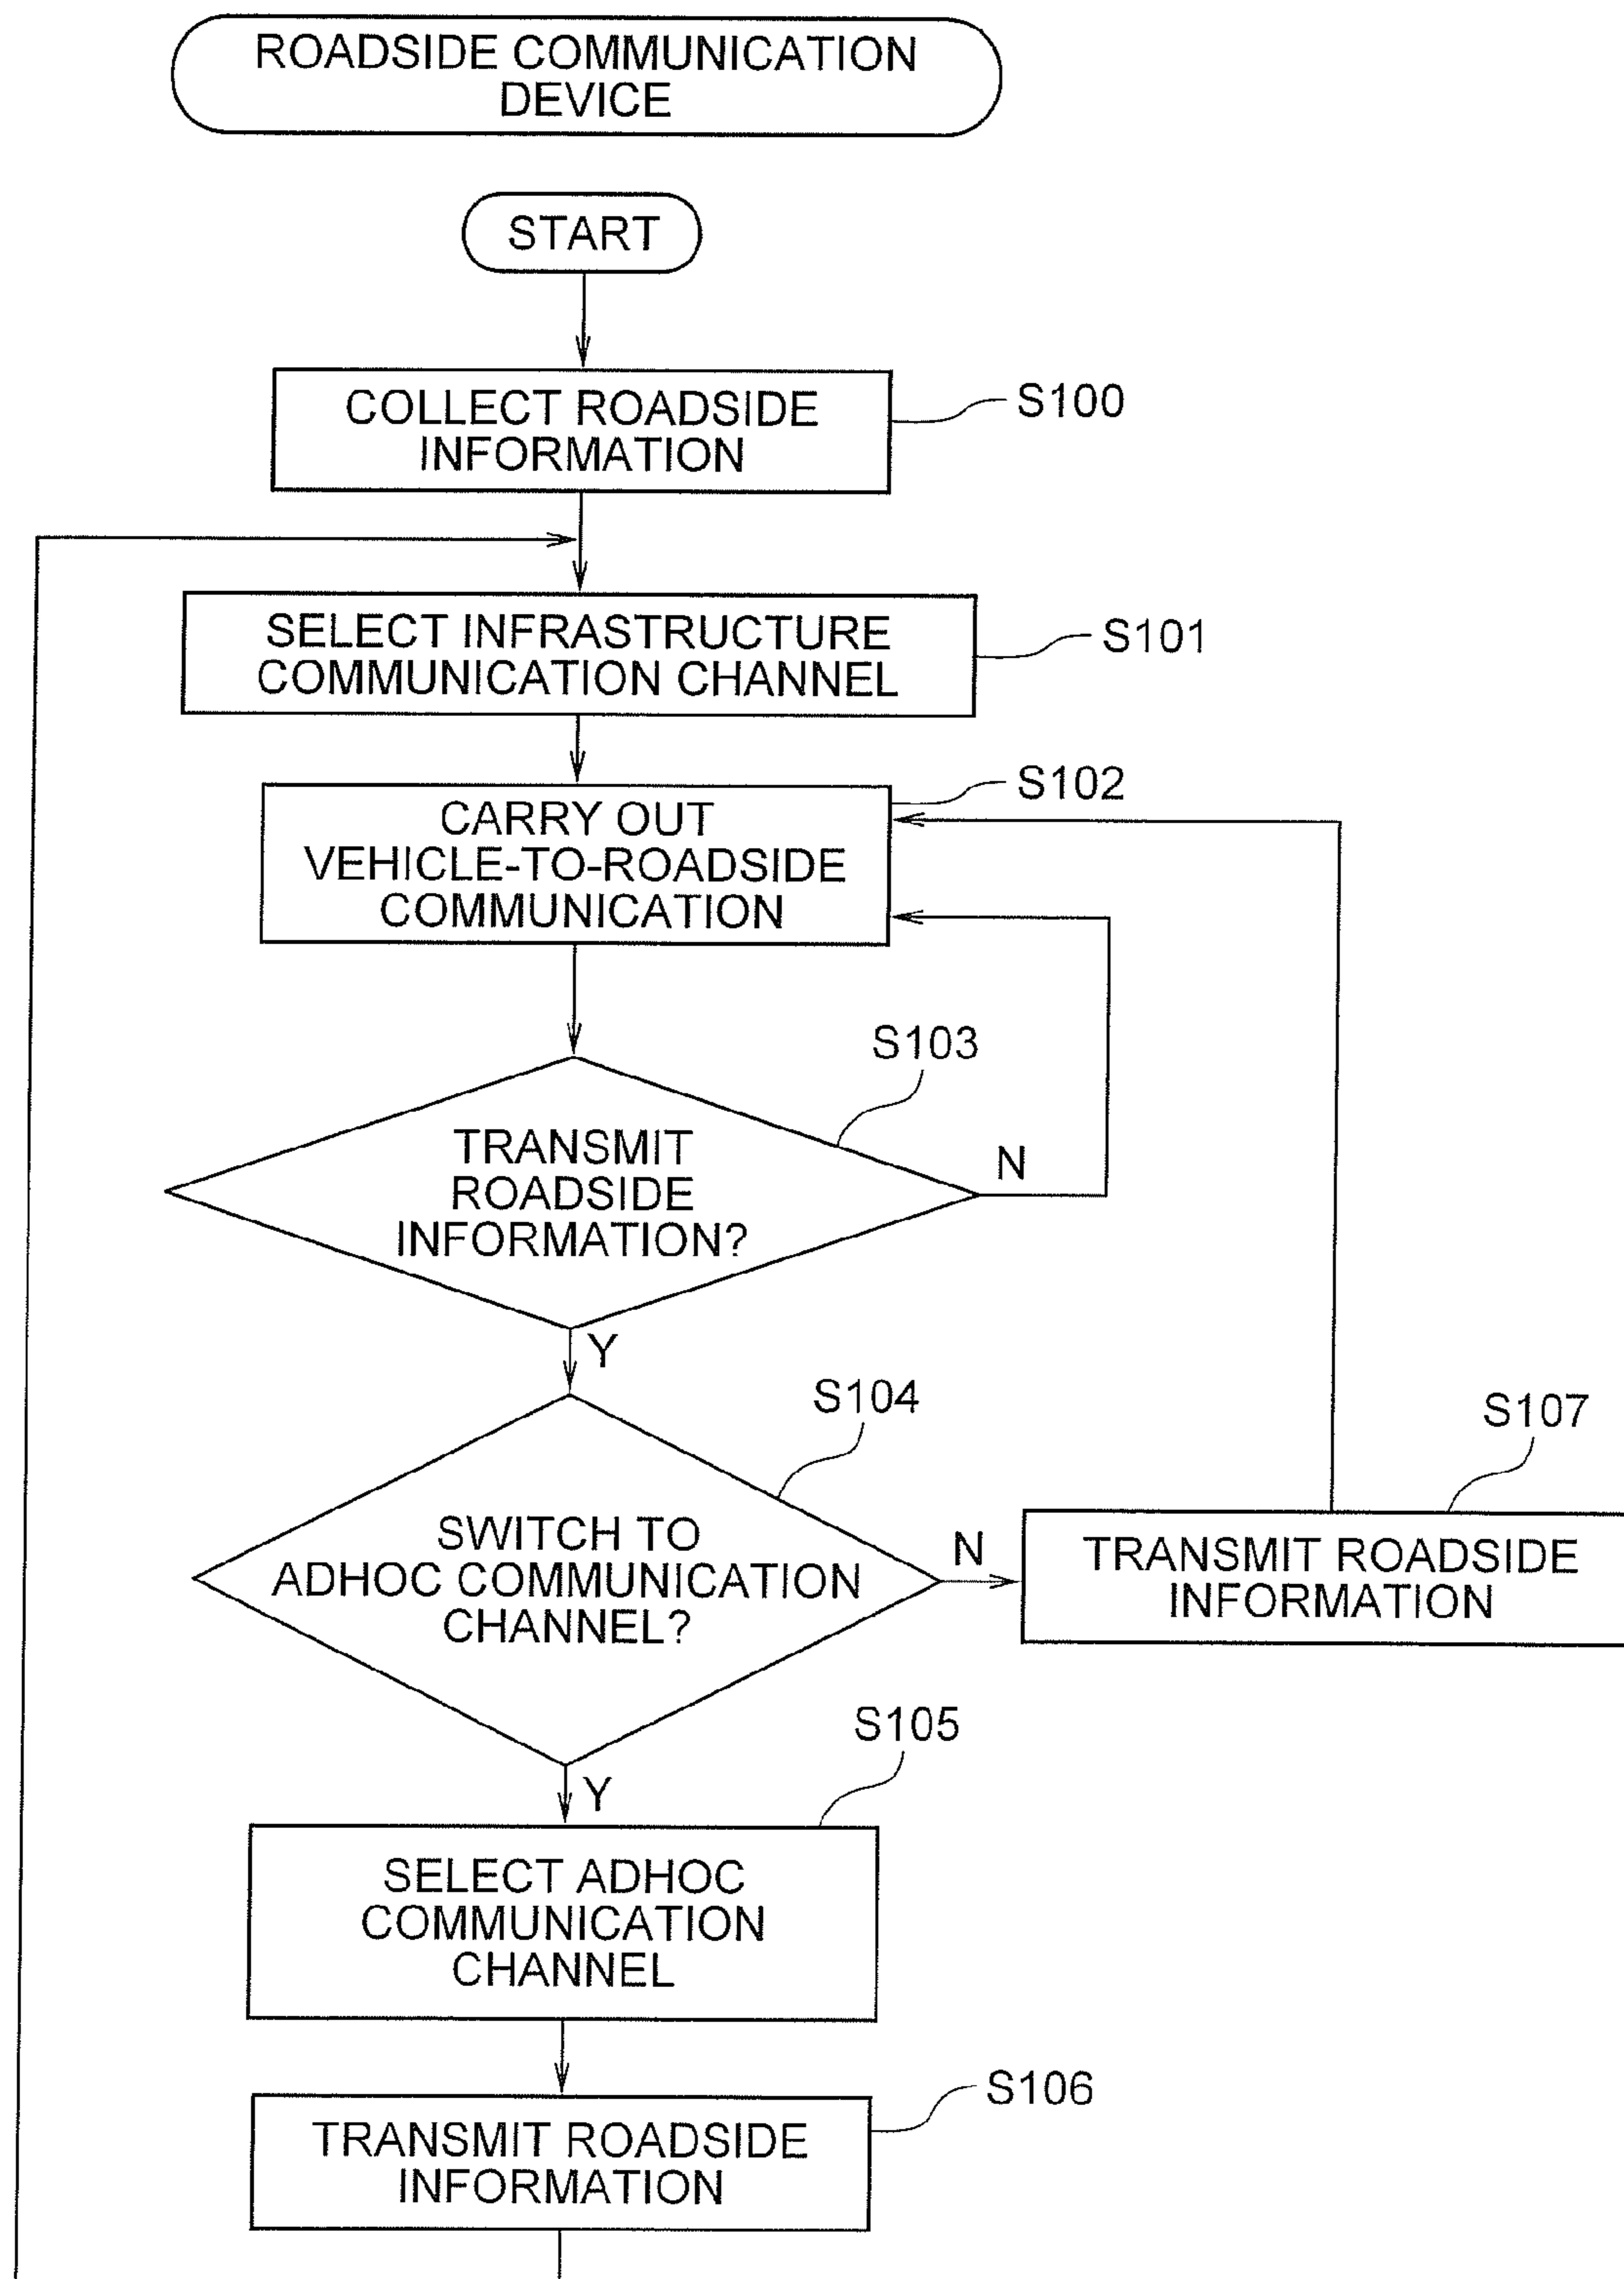 ROADSIDE COMMUNICATION
DEVICE
START
COLLECT ROADSIDE
INFORMATION
S100
SELECT INFRASTRUCTURE
COMMUNICATION CHANNEL
S101
CARRY OUT
VEHICLE-TO-ROADSIDE
COMMUNICATION
S102
S103
TRANSMIT
ROADSIDE
INFORMATION?
N
Y
S104
SWITCH TO
ADHOC COMMUNICATION
CHANNEL?
N
S107
TRANSMIT ROADSIDE
INFORMATION
Y
S105
SELECT ADHOC
COMMUNICATION
CHANNEL
S106
TRANSMIT ROADSIDE
INFORMATION